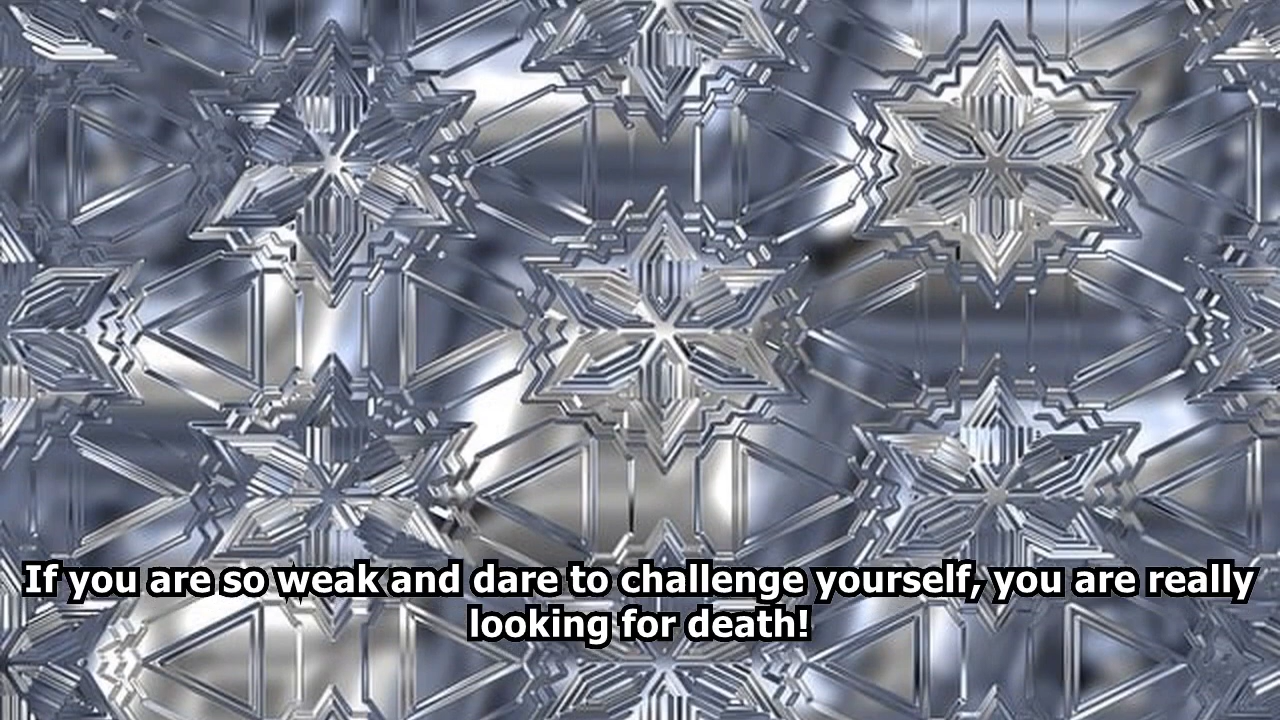 If you are so weak and dare to challenge yourself, you are really
looking for death!